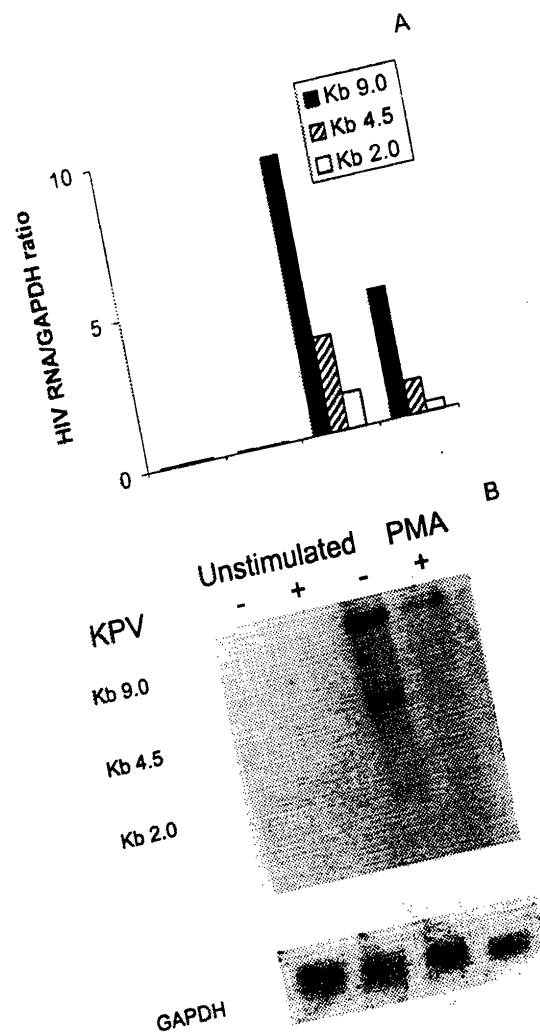 A
Kb 9.0
Kb 4.5
Kb 2.0
10
5
0
HIV RNA/GAPDH ratio
B
Unstimulated PMA
KPV - + - +
Kb 9.0
Kb 4.5
Kb 2.0
GAPDH